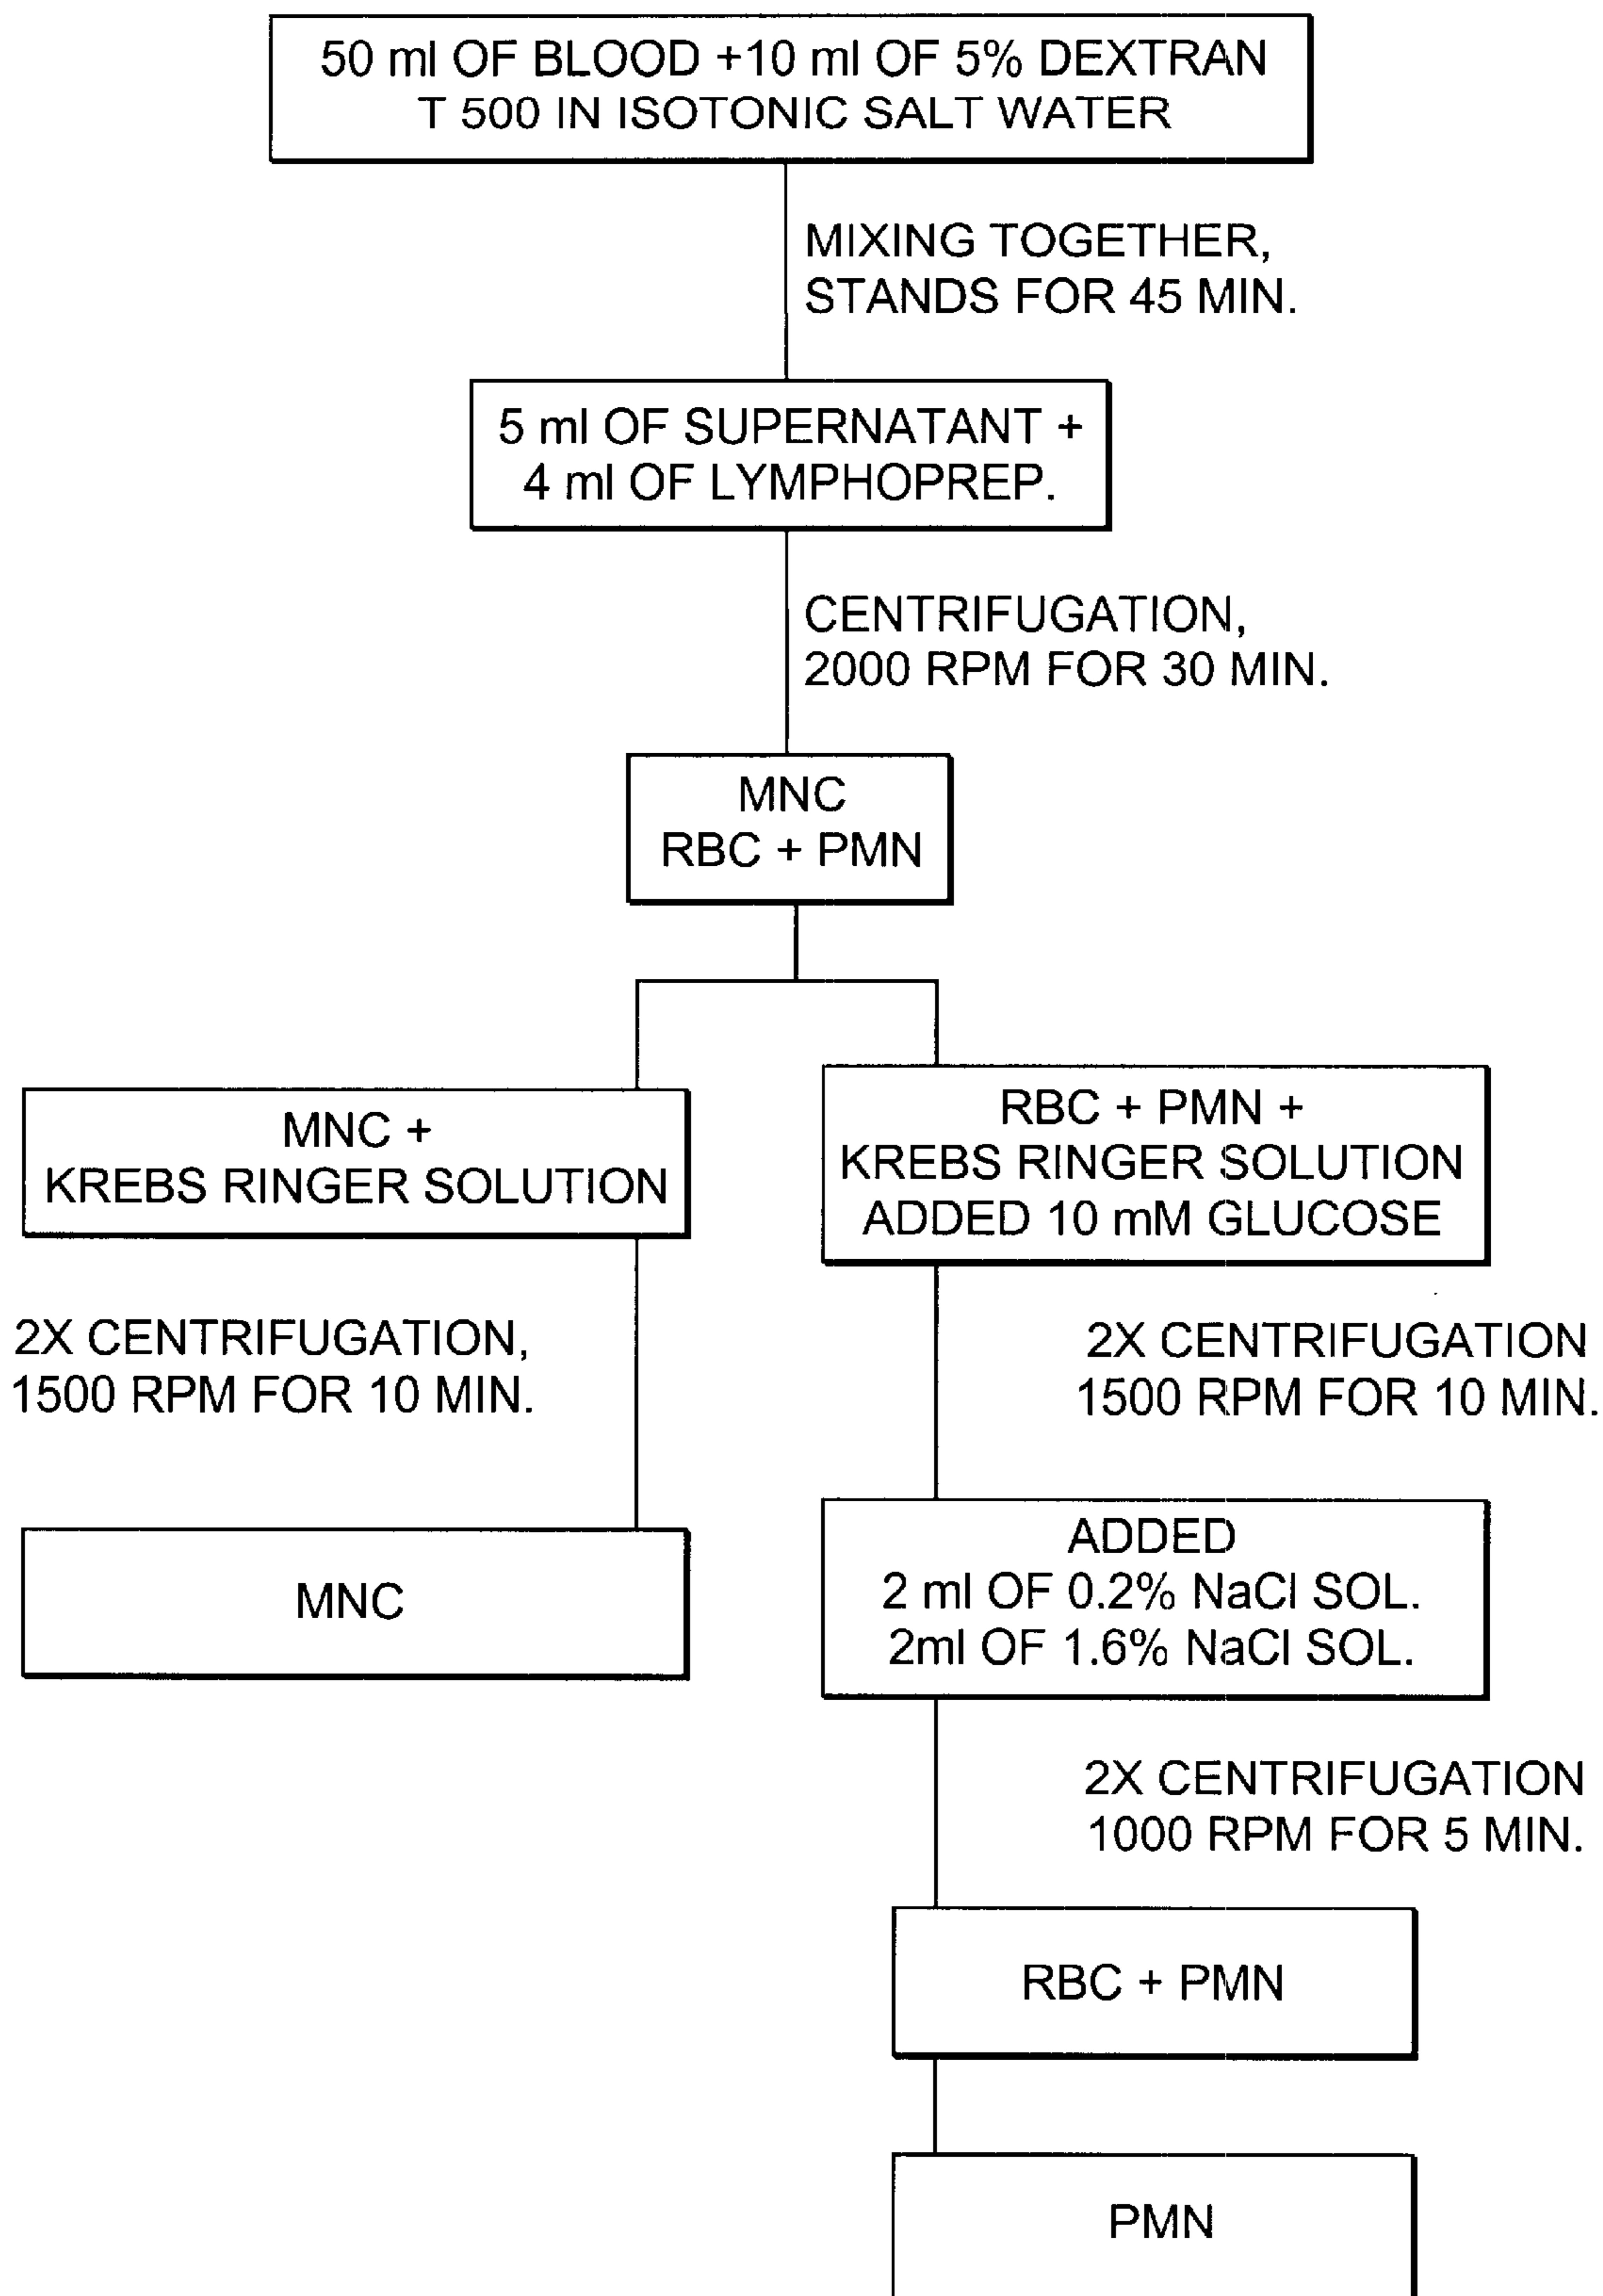 50 ml OF BLOOD +10 ml OF 5% DEXTRAN
T 500 IN ISOTONIC SALT WATER
MIXING TOGETHER,
STANDS FOR 45 MIN.
5 ml OF SUPERNATANT +
4 ml OF LYMPHOPREP.
CENTRIFUGATION,
2000 RPM FOR 30 MIN.
MNC
RBC + PMN
MNC +
KREBS RINGER SOLUTION
RBC + PMN +
KREBS RINGER SOLUTION
ADDED 10 mM GLUCOSE
2X CENTRIFUGATION,
1500 RPM FOR 10 MIN.
2X CENTRIFUGATION
1500 RPM FOR 10 MIN.
MNC
ADDED
2 ml OF 0.2% NaCl SOL.
2ml OF 1.6% NaCl SOL.
2X CENTRIFUGATION
1000 RPM FOR 5 MIN.
RBC + PMN
PMN